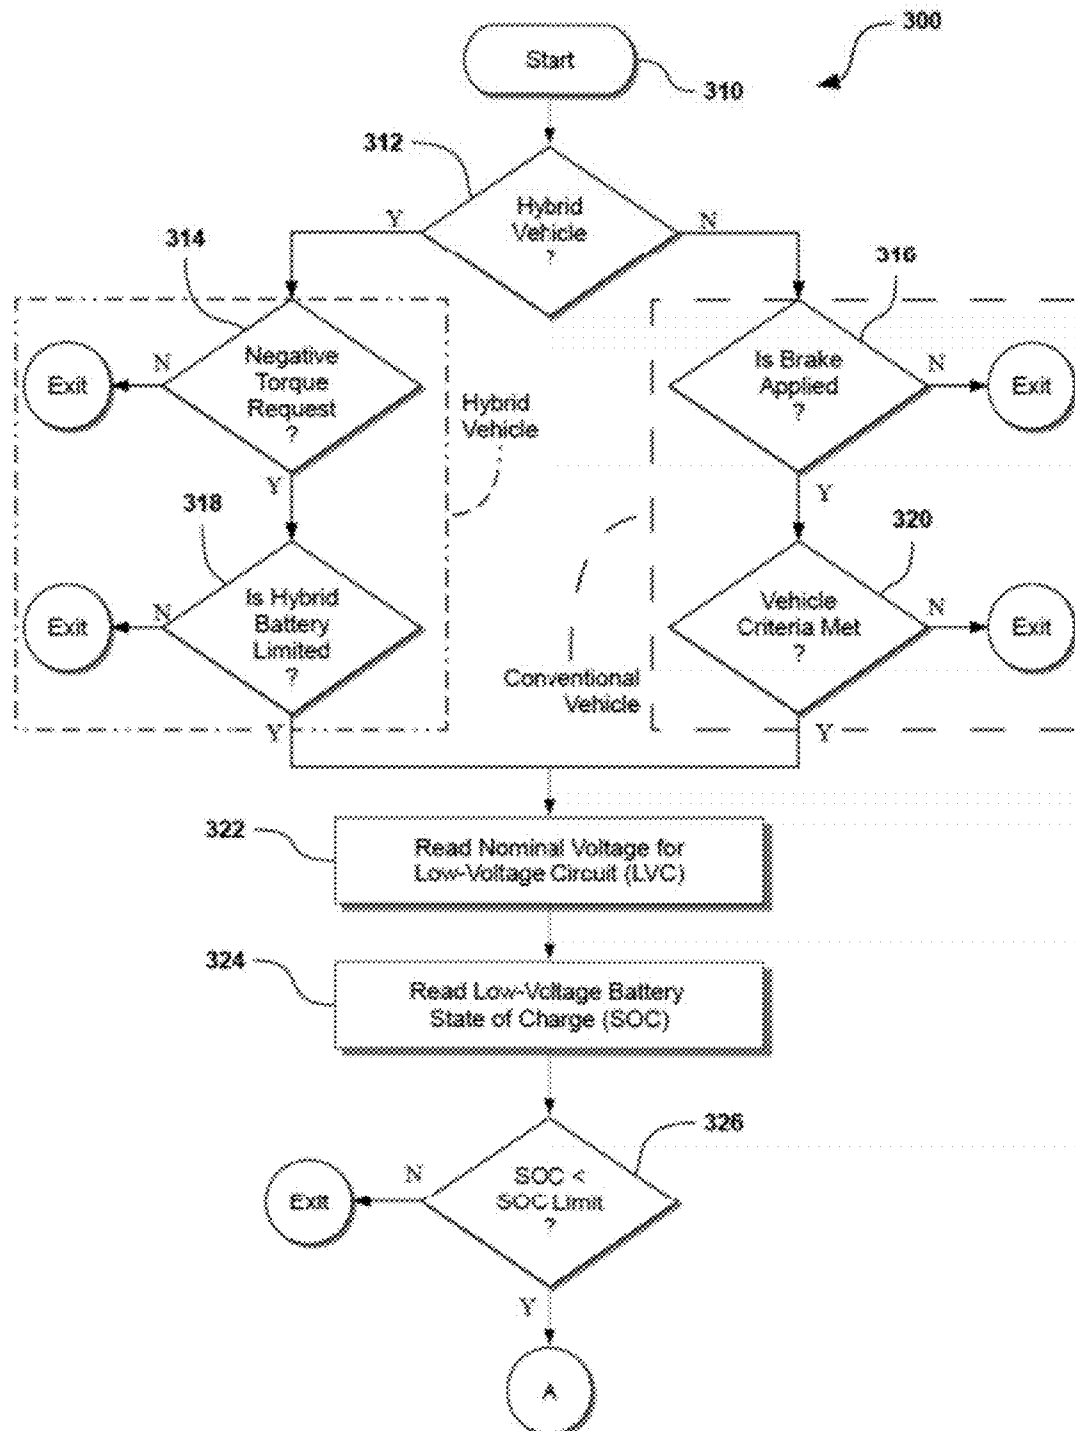 300
Start
310
312
Hybrid
Vehicle
?
Y
N
314
316
Negative
Torque
Request
?
N
Exit
Y
Is Brake
Applied
?
N
Exit
Y
Hybrid
Vehicle
318
320
Is Hybrid
Battery
Limited
?
N
Exit
Y
Vehicle
Criteria Met
?
N
Exit
Y
Conventional
Vehicle
322
Read Nominal Voltage for
Low-Voltage Circuit (LVC)
324
Read Low-Voltage Battery
State of Charge (SOC)
326
SOC <
SOC Limit
?
N
Exit
Y
A